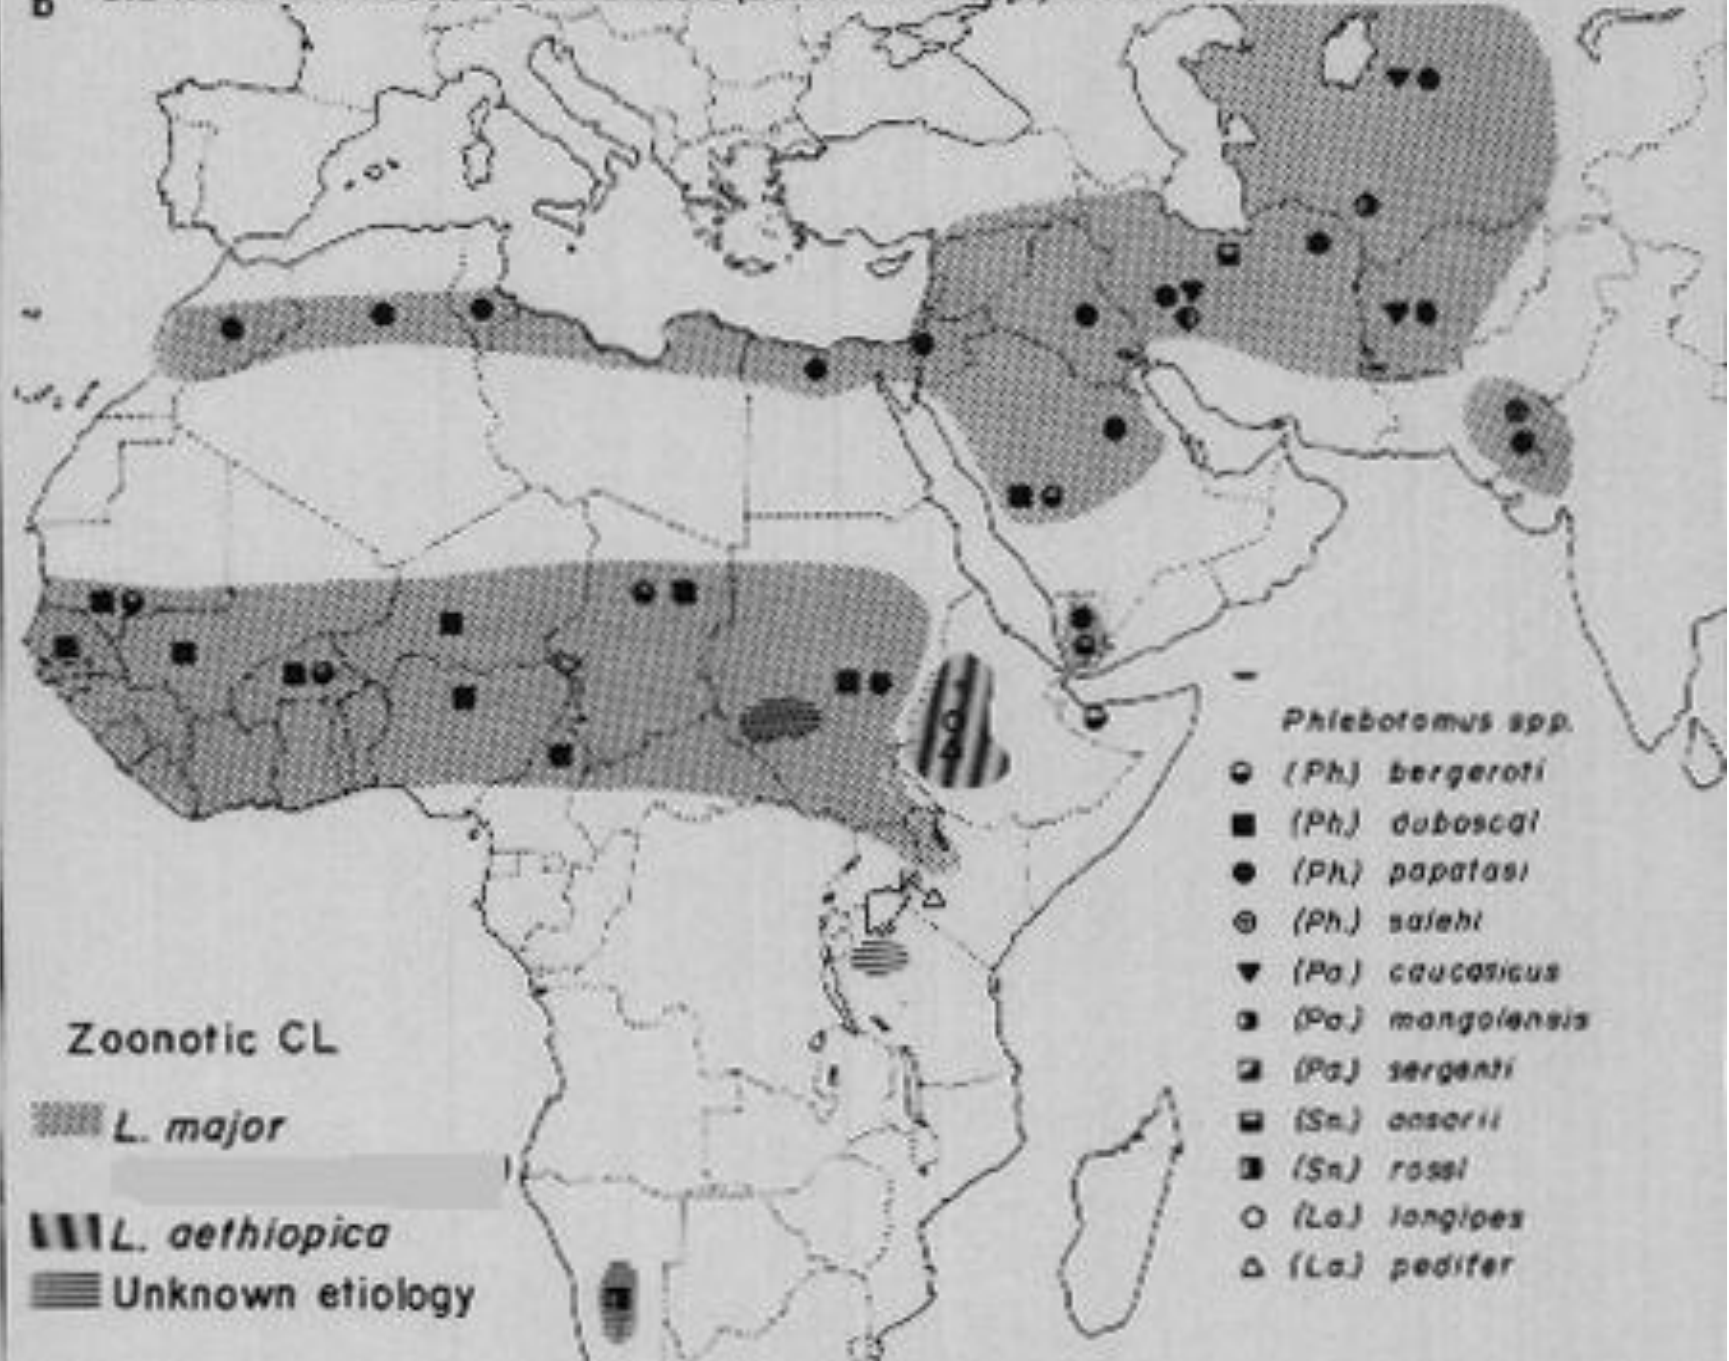 b
Phlebotomus spp.
(Ph.) bergeroti
(Ph.) duboscqi
(Ph.) papatasi
(Ph.) salehi
(Pa.) caucasicus
(Pa.) mongolensis
(Pa.) sergenti
(Sn.) ansarii
(Sn.) rossi
(La.) longipes
(La.) pedifer
Zoonotic CL
L. major
L. aethiopica
Unknown etiology